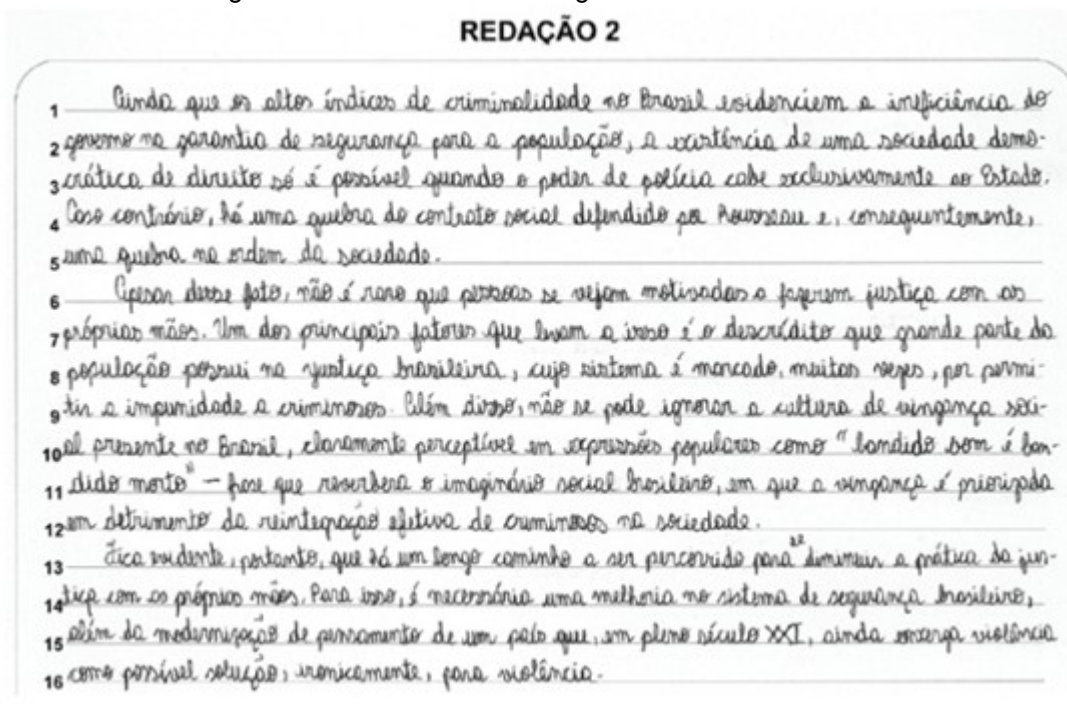 REDAÇÃO 2
1 Ainda que os altos índices de criminalidade no Brasil evidenciem a ineficiência do
2 governo na garantia de segurança para a população, a existência de uma sociedade demo-
3 crática de direito só é possível quando o poder de polícia cabe exclusivamente ao Estado.
4 Caso contrário, há uma quebra do contrato social defendido por Rousseau e, consequentemente,
5 uma quebra na ordem da sociedade.
6 Apesar desse fato, não é raro que pessoas se vejam motivadas a fazerem justiça com as
7 próprias mãos. Um dos principais fatores que levam a isso é o descrédito que grande parte da
8 população possui na justiça brasileira, cujo sistema é marcado, muitas vezes, por permi-
9 tir a impunidade a criminosos. Além disso, não se pode ignorar a cultura de vingança soci-
10 al presente no Brasil, claramente perceptível em expressões populares como "bandido bom é ban-
11 dido morto" – frase que reverbera o imaginário social brasileiro, em que a vingança é priorizada
12 em detrimento da reintegração efetiva de criminosos na sociedade.
13 Fica evidente, portanto, que há um longo caminho a ser percorrido para se diminuir a prática da jus-
14 tiça com as próprias mãos. Para isso, é necessária uma melhoria no sistema de segurança brasileiro,
15 além da modernização de pensamento de um país que, em pleno século XXI, ainda enxerga violência
16 como possível solução, ironicamente, para violência.